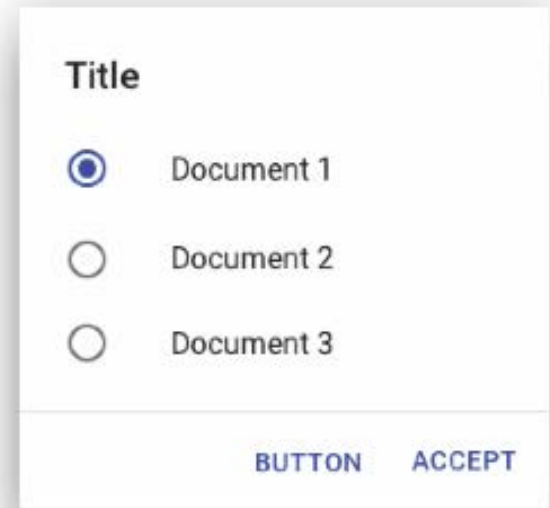 Title
Document 1
Document 2
Document 3
BUTTON ACCEPT